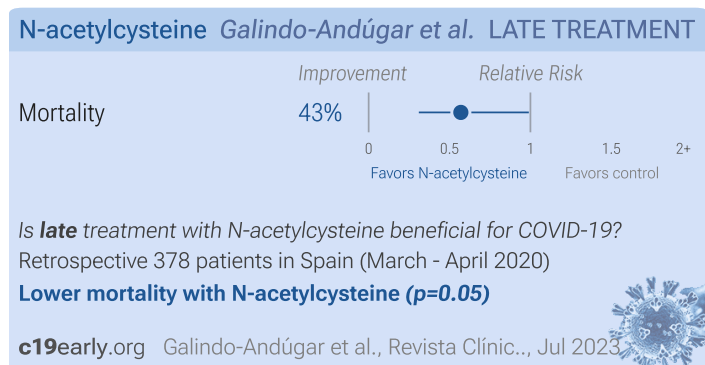 N-acetylcysteine Galindo-Andúgar et al. LATE TREATMENT
Improvement Relative Risk
Mortality 43%
0 0.5 1 1.5 2+
Favors N-acetylcysteine Favors control
Is late treatment with N-acetylcysteine beneficial for COVID-19?
Retrospective 378 patients in Spain (March - April 2020)
Lower mortality with N-acetylcysteine (p=0.05)
c19early.org Galindo-Andúgar et al., Revista Clínic.., Jul 2023